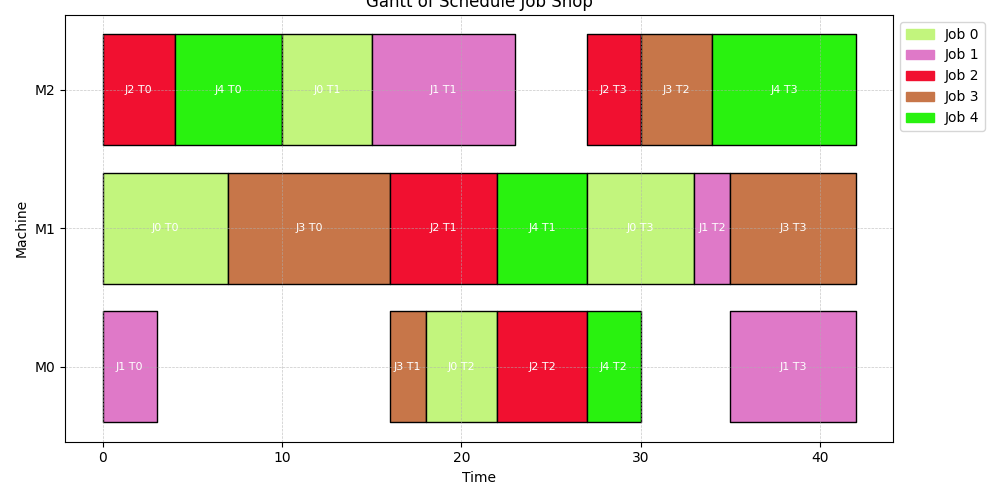 Gantt of Schedule Job Shop
M2
J2 T0
J4 T0
J0 T1
J1 T1
J2 T3
J3 T2
J4 T3
M1
J0 T0
J3 T0
J2 T1
J4 T1
J0 T3
J1 T2
J3 T3
M0
J1 T0
J3 T1
J0 T2
J2 T2
J4 T2
J1 T3
Machine
0 10 20 30 40
Time
Job 0
Job 1
Job 2
Job 3
Job 4